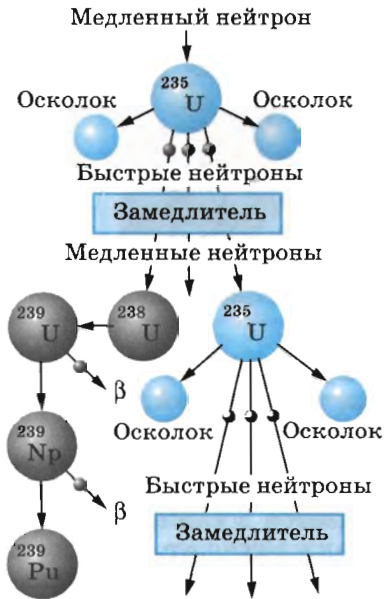 Медленный нейтрон
235
U
Осколок
Осколок
Быстрые нейтроны
Замедлитель
Медленные нейтроны
239
U
238
U
235
U
β
Осколок
Осколок
239
Np
β
Быстрые нейтроны
Замедлитель
239
Pu